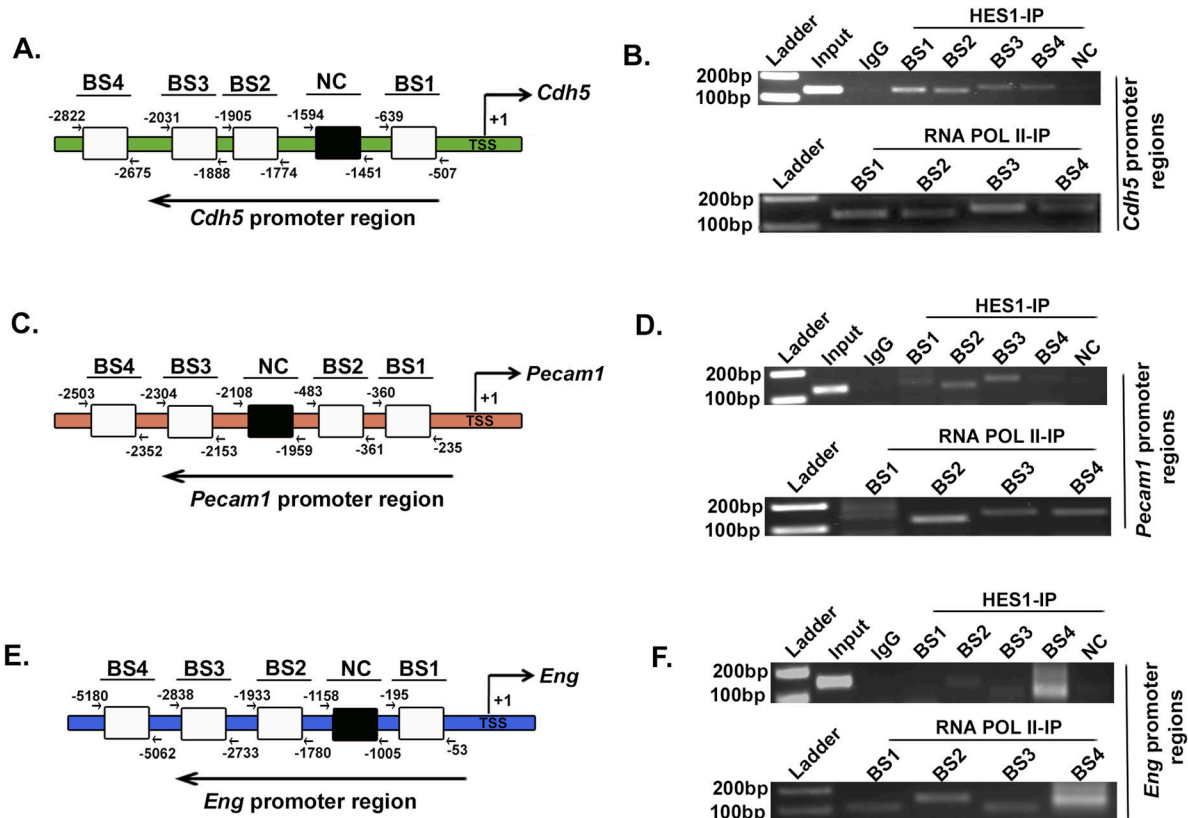 A.
BS4 BS3 BS2 NC BS1
-2822 -2031 -1905 -1594 -639 +1 Cdh5
TSS
-2675 -1888 -1774 -1451 -507
Cdh5 promoter region
B.
HES1-IP
Ladder Input IgG BS1 BS2 BS3 BS4 NC
200bp
100bp
RNA POL II-IP
Ladder BS1 BS2 BS3 BS4
200bp
100bp
Cdh5 promoter
regions
C.
BS4 BS3 NC BS2 BS1
-2503 -2304 -2108 -483 -360 +1 Pecam1
TSS
-2352 -2153 -1959 -361 -235
Pecam1 promoter region
D.
HES1-IP
Ladder Input IgG BS1 BS2 BS3 BS4 NC
200bp
100bp
RNA POL II-IP
Ladder BS1 BS2 BS3 BS4
200bp
100bp
Pecam1 promoter
regions
E.
BS4 BS3 BS2 NC BS1
-5180 -2838 -1933 -1158 -195 +1 Eng
TSS
-5062 -2733 -1780 -1005 -53
Eng promoter region
F.
HES1-IP
Ladder Input IgG BS1 BS2 BS3 BS4 NC
200bp
100bp
RNA POL II-IP
Ladder BS1 BS2 BS3 BS4
200bp
100bp
Eng promoter
regions